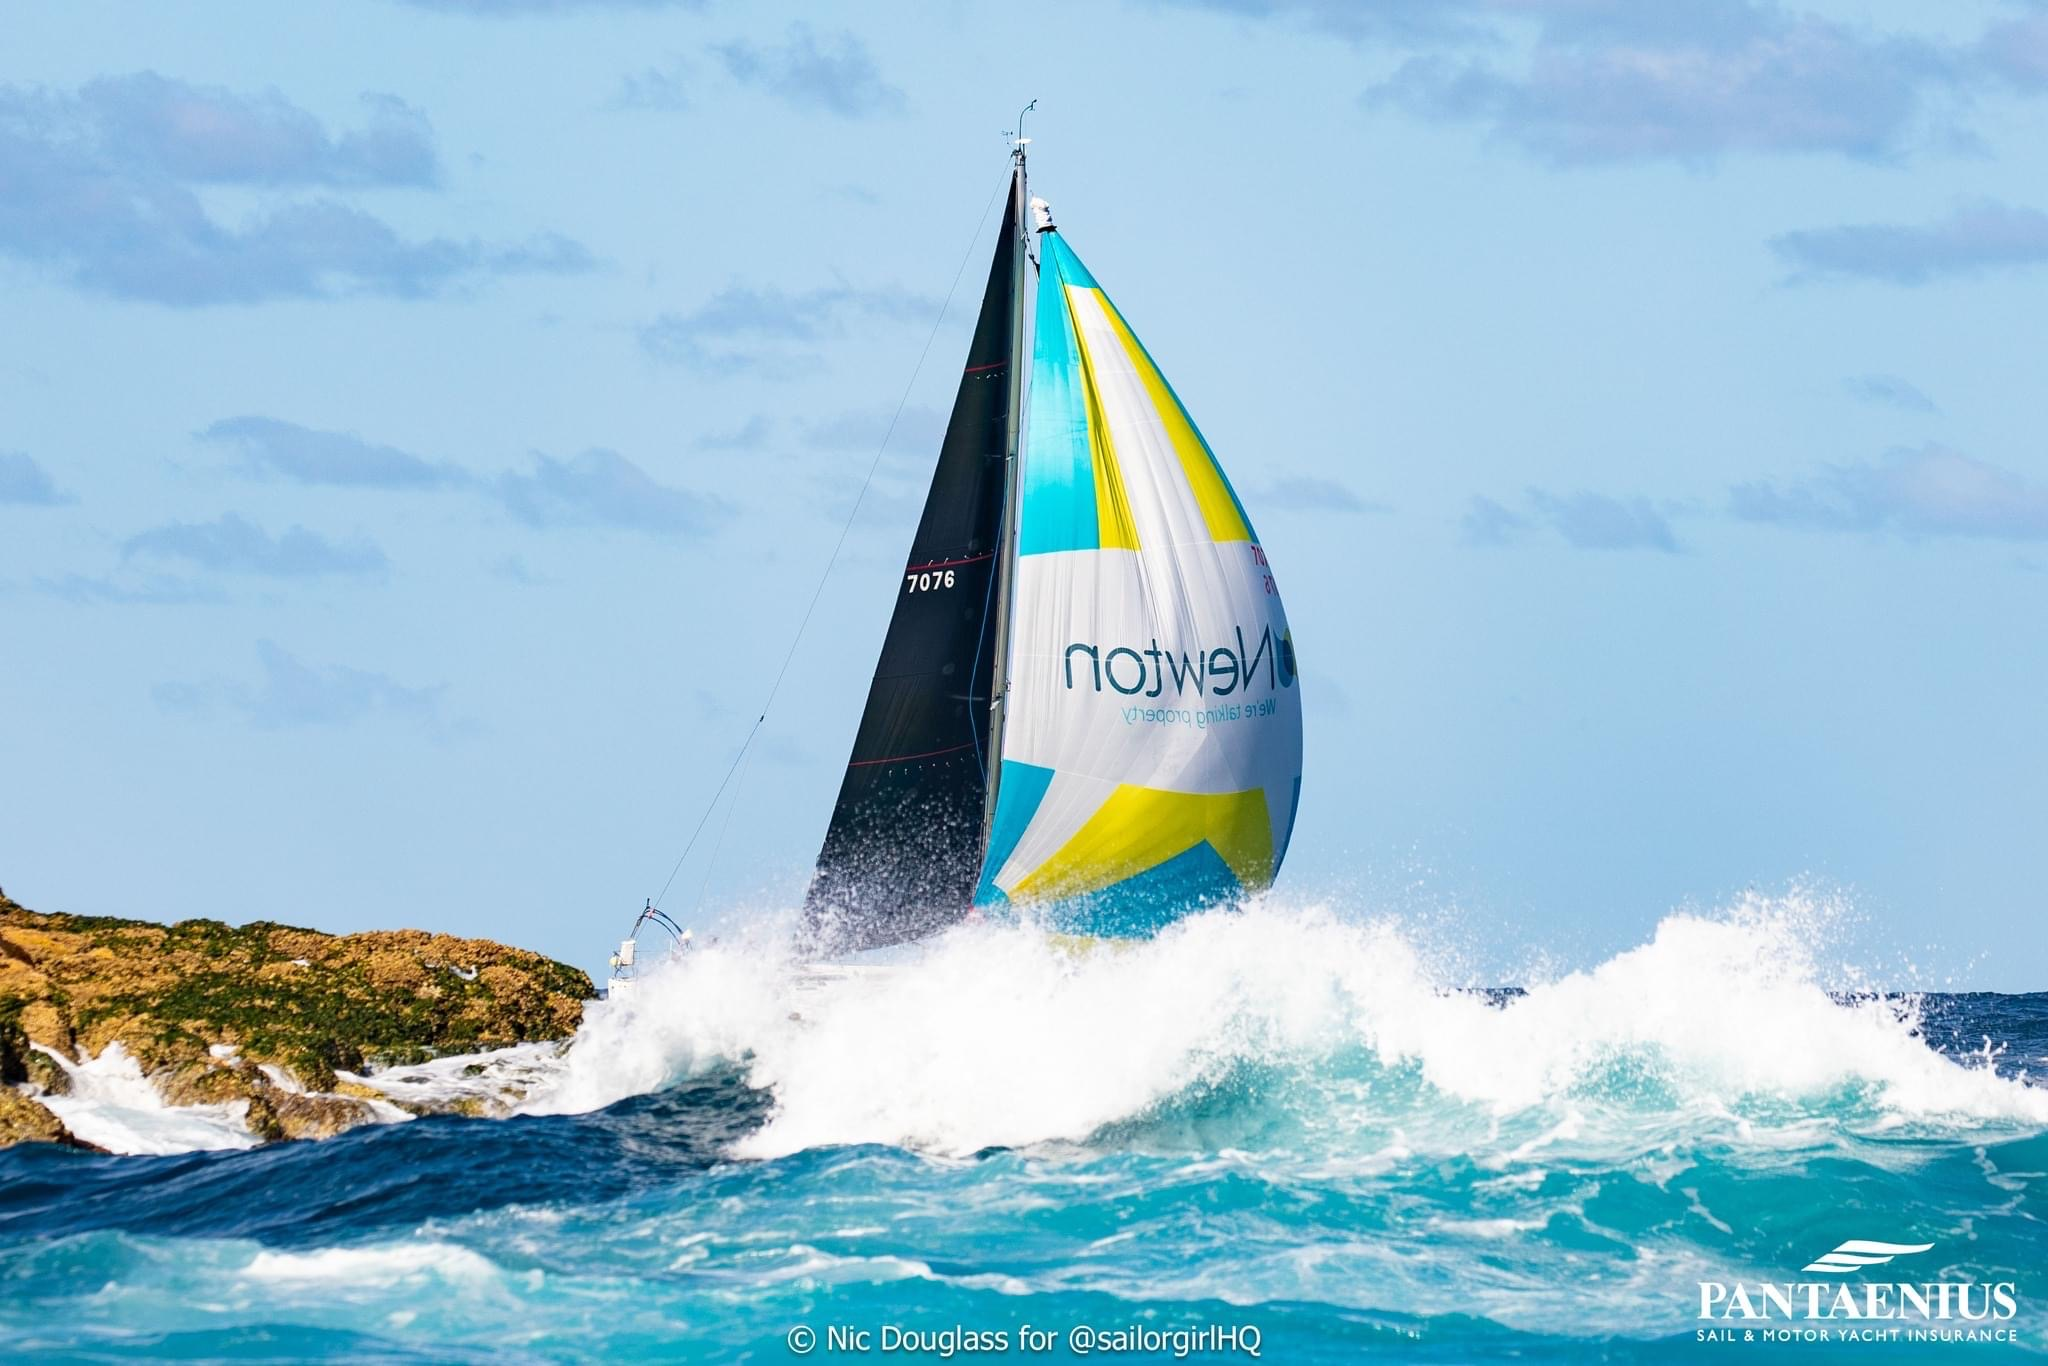 7076
Newton
We're talking property
PANTAENIUS
SAIL & MOTOR YACHT INSURANCE
© Nic Douglass for @sailorgirlHQ